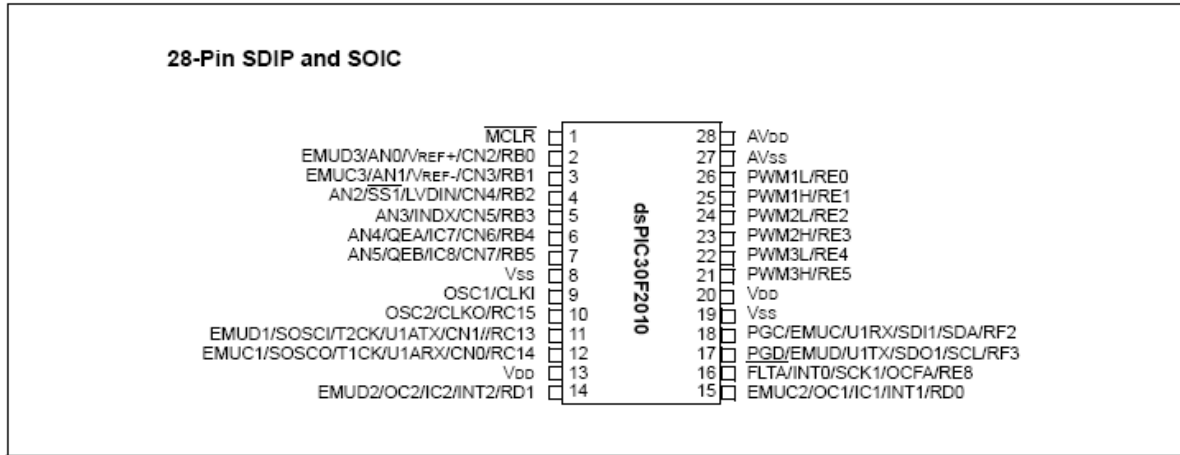 28-Pin SDIP and SOIC
MCLR 1 28 AVDD
EMUD3/AN0/VREF+/CN2/RB0 2 27 AVSS
EMUC3/AN1/VREF-/CN3/RB1 3 26 PWM1L/RE0
AN2/SS1/LVDIN/CN4/RB2 4 25 PWM1H/RE1
AN3/INDX/CN5/RB3 5 24 PWM2L/RE2
AN4/QEA/IC7/CN6/RB4 6 23 PWM2H/RE3
AN5/QEB/IC8/CN7/RB5 7 22 PWM3L/RE4
VSS 8 21 PWM3H/RE5
OSC1/CLKI 9 20 VDD
OSC2/CLKO/RC15 10 19 VSS
EMUD1/SOSCI/T2CK/U1ATX/CN1//RC13 11 18 PGC/EMUC/U1RX/SDI1/SDA/RF2
EMUC1/SOSCO/T1CK/U1ARX/CN0/RC14 12 17 PGD/EMUD/U1TX/SDO1/SCL/RF3
VDD 13 16 FLTA/INT0/SCK1/OCFA/RE8
EMUD2/OC2/IC2/INT2/RD1 14 15 EMUC2/OC1/IC1/INT1/RD0
dsPIC30F2010